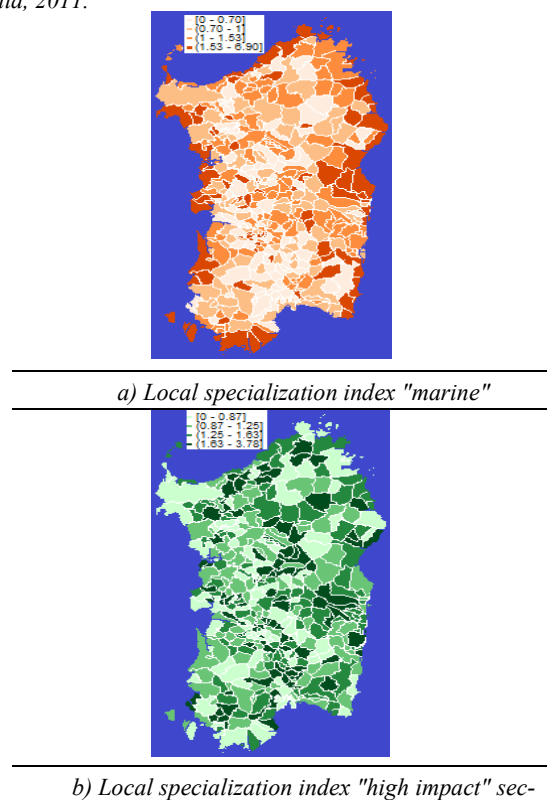 2011.
[0 - 0.70]
(0.70 - 1]
(1 - 1.53]
(1.53 - 6.90]
a) Local specialization index "marine"
[0 - 0.87]
(0.87 - 1.25]
(1.25 - 1.63]
(1.63 - 3.78]
b) Local specialization index "high impact" sec-